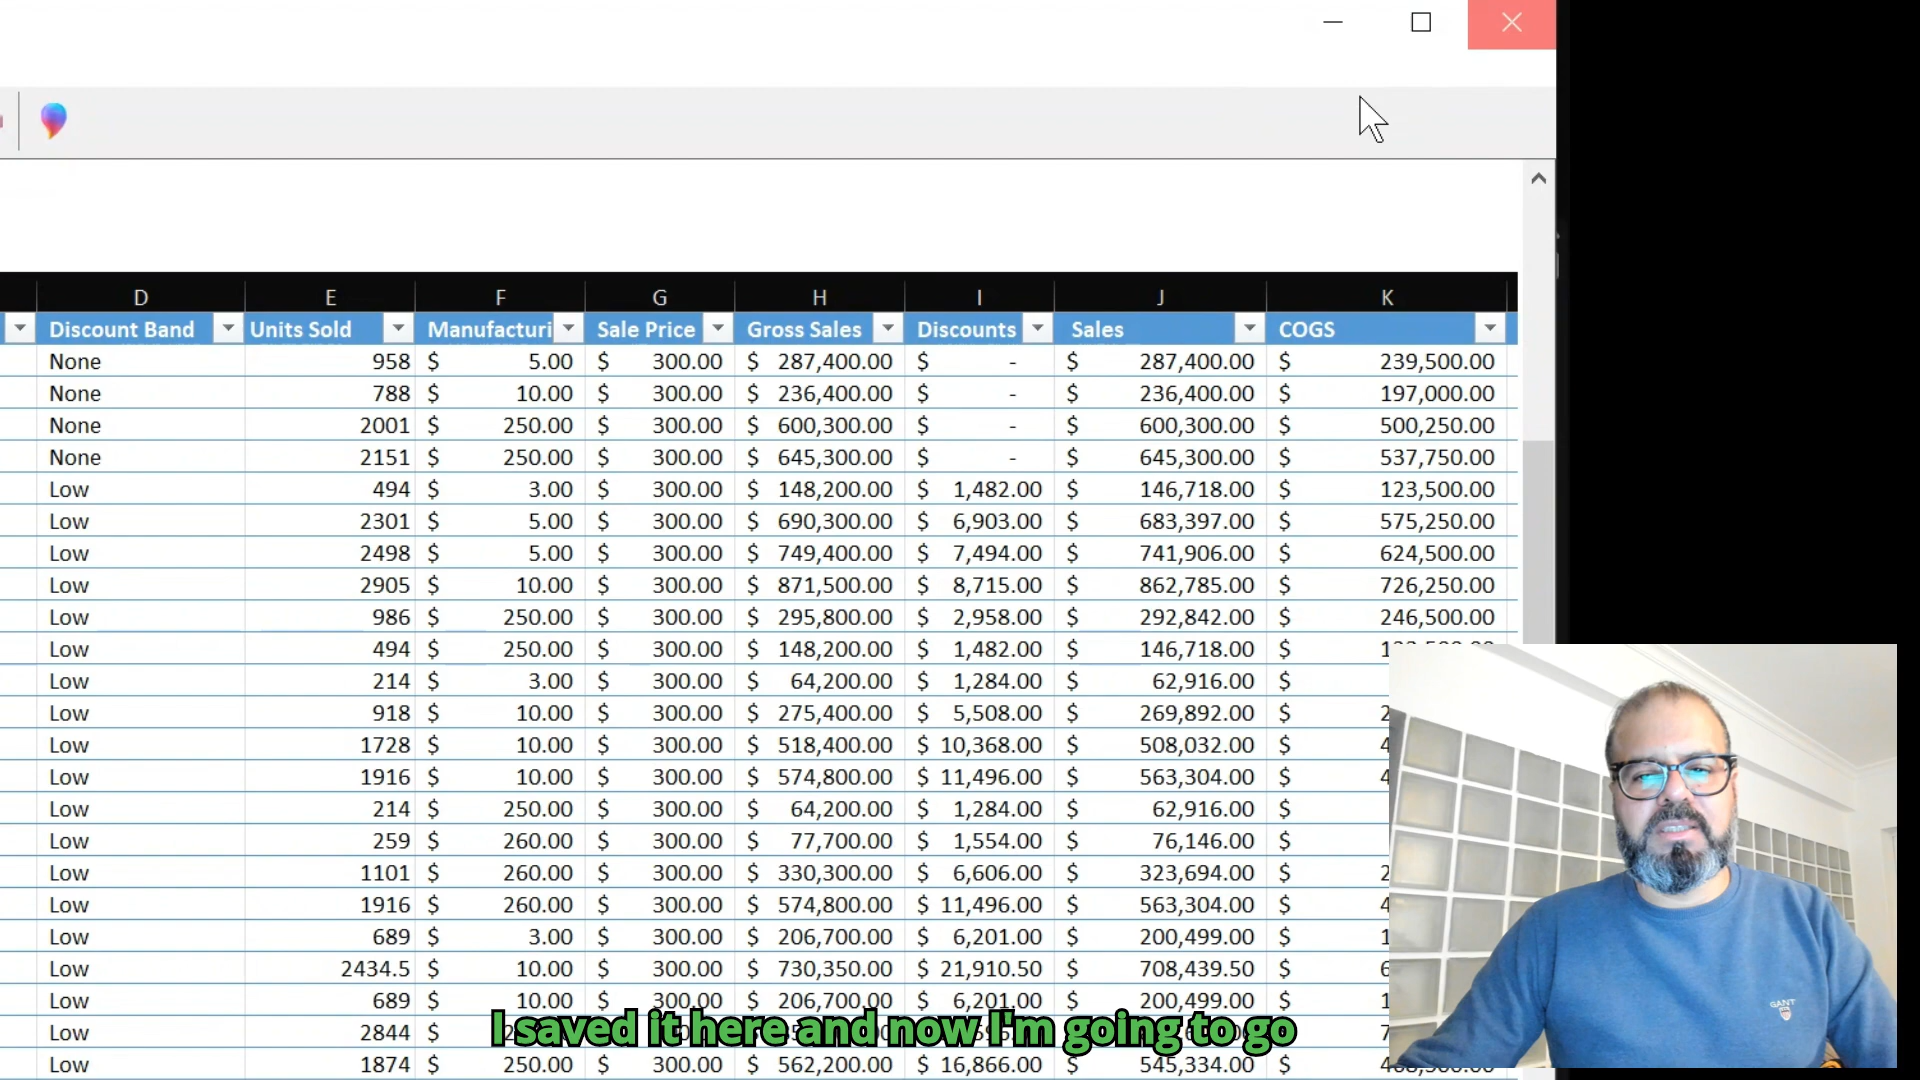 D E F G H I J K
Discount Band Units Sold Manufacturi Sale Price Gross Sales Discounts Sales COGS
None 958 $ 5.00 $ 300.00 $ 287,400.00 $ - $ 287,400.00 $ 239,500.00
None 788 $ 10.00 $ 300.00 $ 236,400.00 $ - $ 236,400.00 $ 197,000.00
None 2001 $ 250.00 $ 300.00 $ 600,300.00 $ - $ 600,300.00 $ 500,250.00
None 2151 $ 250.00 $ 300.00 $ 645,300.00 $ - $ 645,300.00 $ 537,750.00
Low 494 $ 3.00 $ 300.00 $ 148,200.00 $ 1,482.00 $ 146,718.00 $ 123,500.00
Low 2301 $ 5.00 $ 300.00 $ 690,300.00 $ 6,903.00 $ 683,397.00 $ 575,250.00
Low 2498 $ 5.00 $ 300.00 $ 749,400.00 $ 7,494.00 $ 741,906.00 $ 624,500.00
Low 2905 $ 10.00 $ 300.00 $ 871,500.00 $ 8,715.00 $ 862,785.00 $ 726,250.00
Low 986 $ 250.00 $ 300.00 $ 295,800.00 $ 2,958.00 $ 292,842.00 $ 246,500.00
Low 494 $ 250.00 $ 300.00 $ 148,200.00 $ 1,482.00 $ 146,718.00 $
Low 214 $ 3.00 $ 300.00 $ 64,200.00 $ 1,284.00 $ 62,916.00 $
Low 918 $ 10.00 $ 300.00 $ 275,400.00 $ 5,508.00 $ 269,892.00 $ 2
Low 1728 $ 10.00 $ 300.00 $ 518,400.00 $ 10,368.00 $ 508,032.00 $ 4
Low 1916 $ 10.00 $ 300.00 $ 574,800.00 $ 11,496.00 $ 563,304.00 $ 4
Low 214 $ 250.00 $ 300.00 $ 64,200.00 $ 1,284.00 $ 62,916.00 $
Low 259 $ 260.00 $ 300.00 $ 77,700.00 $ 1,554.00 $ 76,146.00 $
Low 1101 $ 260.00 $ 300.00 $ 330,300.00 $ 6,606.00 $ 323,694.00 $ 2
Low 1916 $ 260.00 $ 300.00 $ 574,800.00 $ 11,496.00 $ 563,304.00 $ 4
Low 689 $ 3.00 $ 300.00 $ 206,700.00 $ 6,201.00 $ 200,499.00 $ 1
Low 2434.5 $ 10.00 $ 300.00 $ 730,350.00 $ 21,910.50 $ 708,439.50 $ 6
Low 689 $ 10.00 $ 300.00 $ 206,700.00 $ 6,201.00 $ 200,499.00 $ 1
Low 2844 $ $ 7
I saved it here and now I'm going to go
Low 1874 $ 250.00 $ 300.00 $ 562,200.00 $ 16,866.00 $ 545,334.00 $
GANT